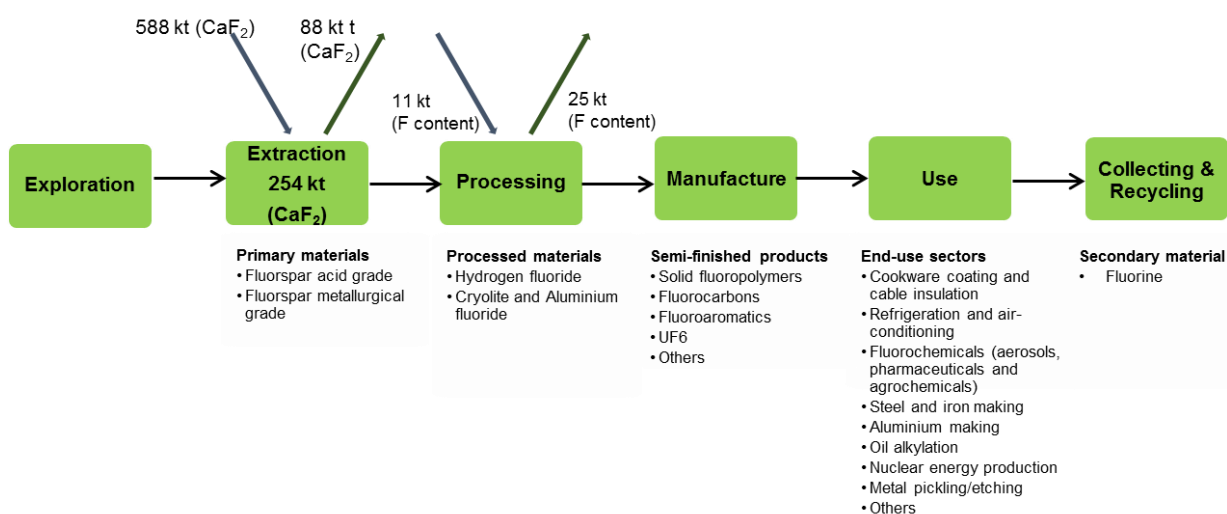 588 kt (CaF₂)
88 kt t
(CaF₂)
11 kt
(F content)
25 kt
(F content)
Exploration
Extraction
254 kt
(CaF₂)
Processing
Manufacture
Use
Collecting &
Recycling
Primary materials
• Fluorspar acid grade
• Fluorspar metallurgical
grade
Processed materials
• Hydrogen fluoride
• Cryolite and Aluminium
fluoride
Semi-finished products
• Solid fluoropolymers
• Fluorocarbons
• Fluoroaromatics
• UF6
• Others
End-use sectors
• Cookware coating and
cable insulation
• Refrigeration and air-
conditioning
• Fluorochemicals (aerosols,
pharmaceuticals and
agrochemicals)
• Steel and iron making
• Aluminium making
• Oil alkylation
• Nuclear energy production
• Metal pickling/etching
• Others
Secondary material
• Fluorine